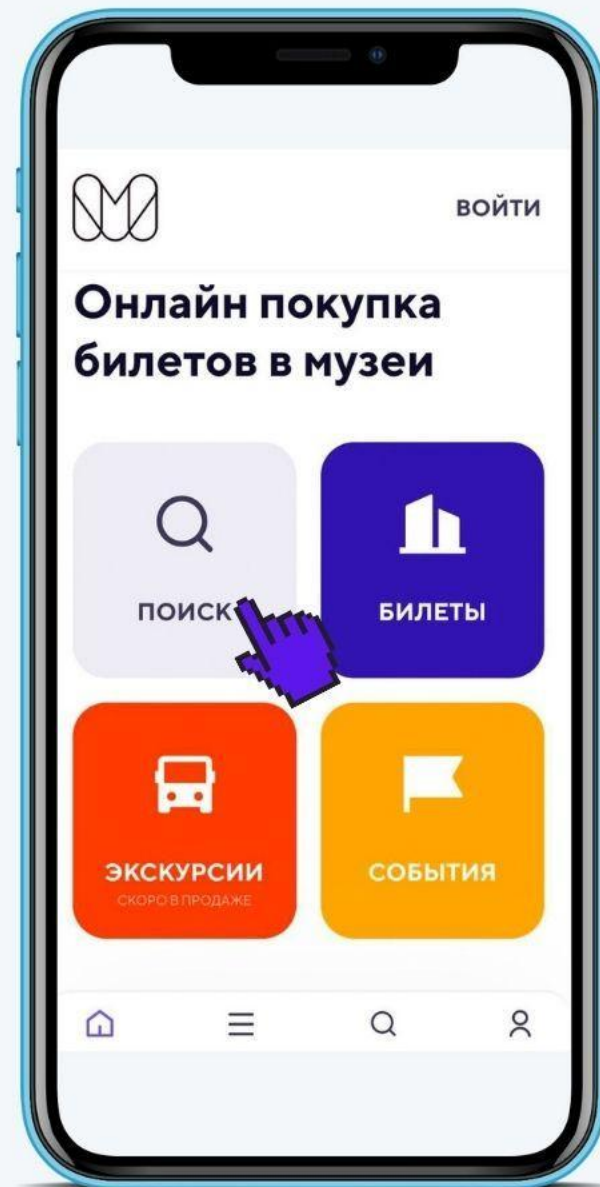 ВОЙТИ
Онлайн покупка
билетов в музеи
ПОИСК
БИЛЕТЫ
ЭКСКУРСИИ
СКОРО В ПРОДАЖЕ
СОБЫТИЯ